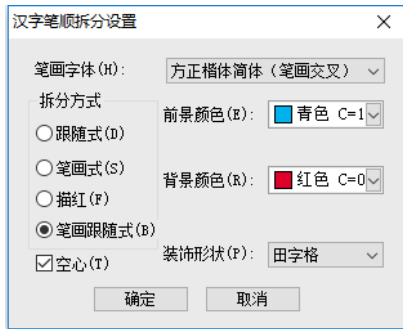 汉字笔顺拆分设置
笔画字体(H): 方正楷体简体（笔画交叉）
拆分方式
前景颜色(E): 青色 C=1
跟随式(D)
笔画式(S)
背景颜色(R): 红色 C=0
描红(F)
笔画跟随式(B)
装饰形状(P): 田字格
空心(T)
确定 取消